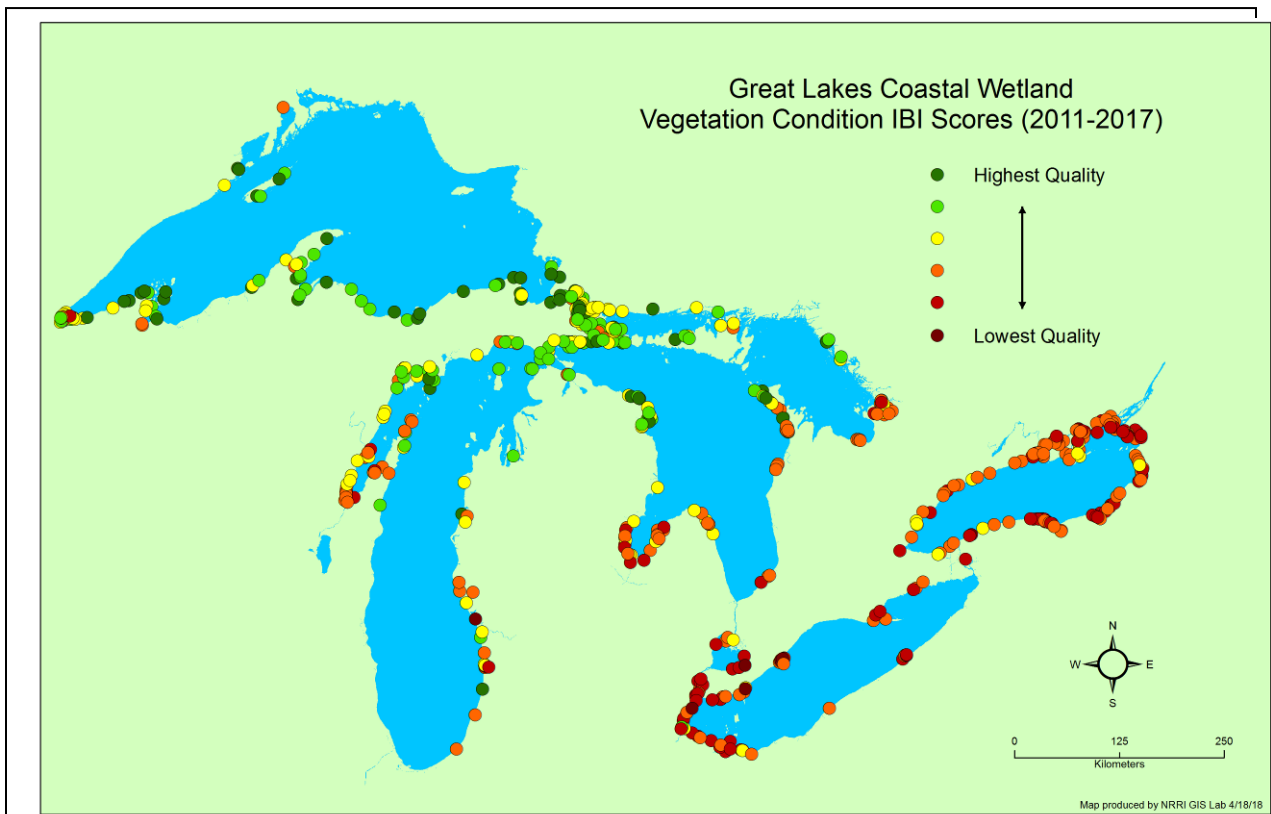 Great Lakes Coastal Wetland
Vegetation Condition IBI Scores (2011-2017)
Highest Quality
Lowest Quality
N
W E
S
0 125 250
Kilometers
Map produced by NRRI GIS Lab 4/18/18